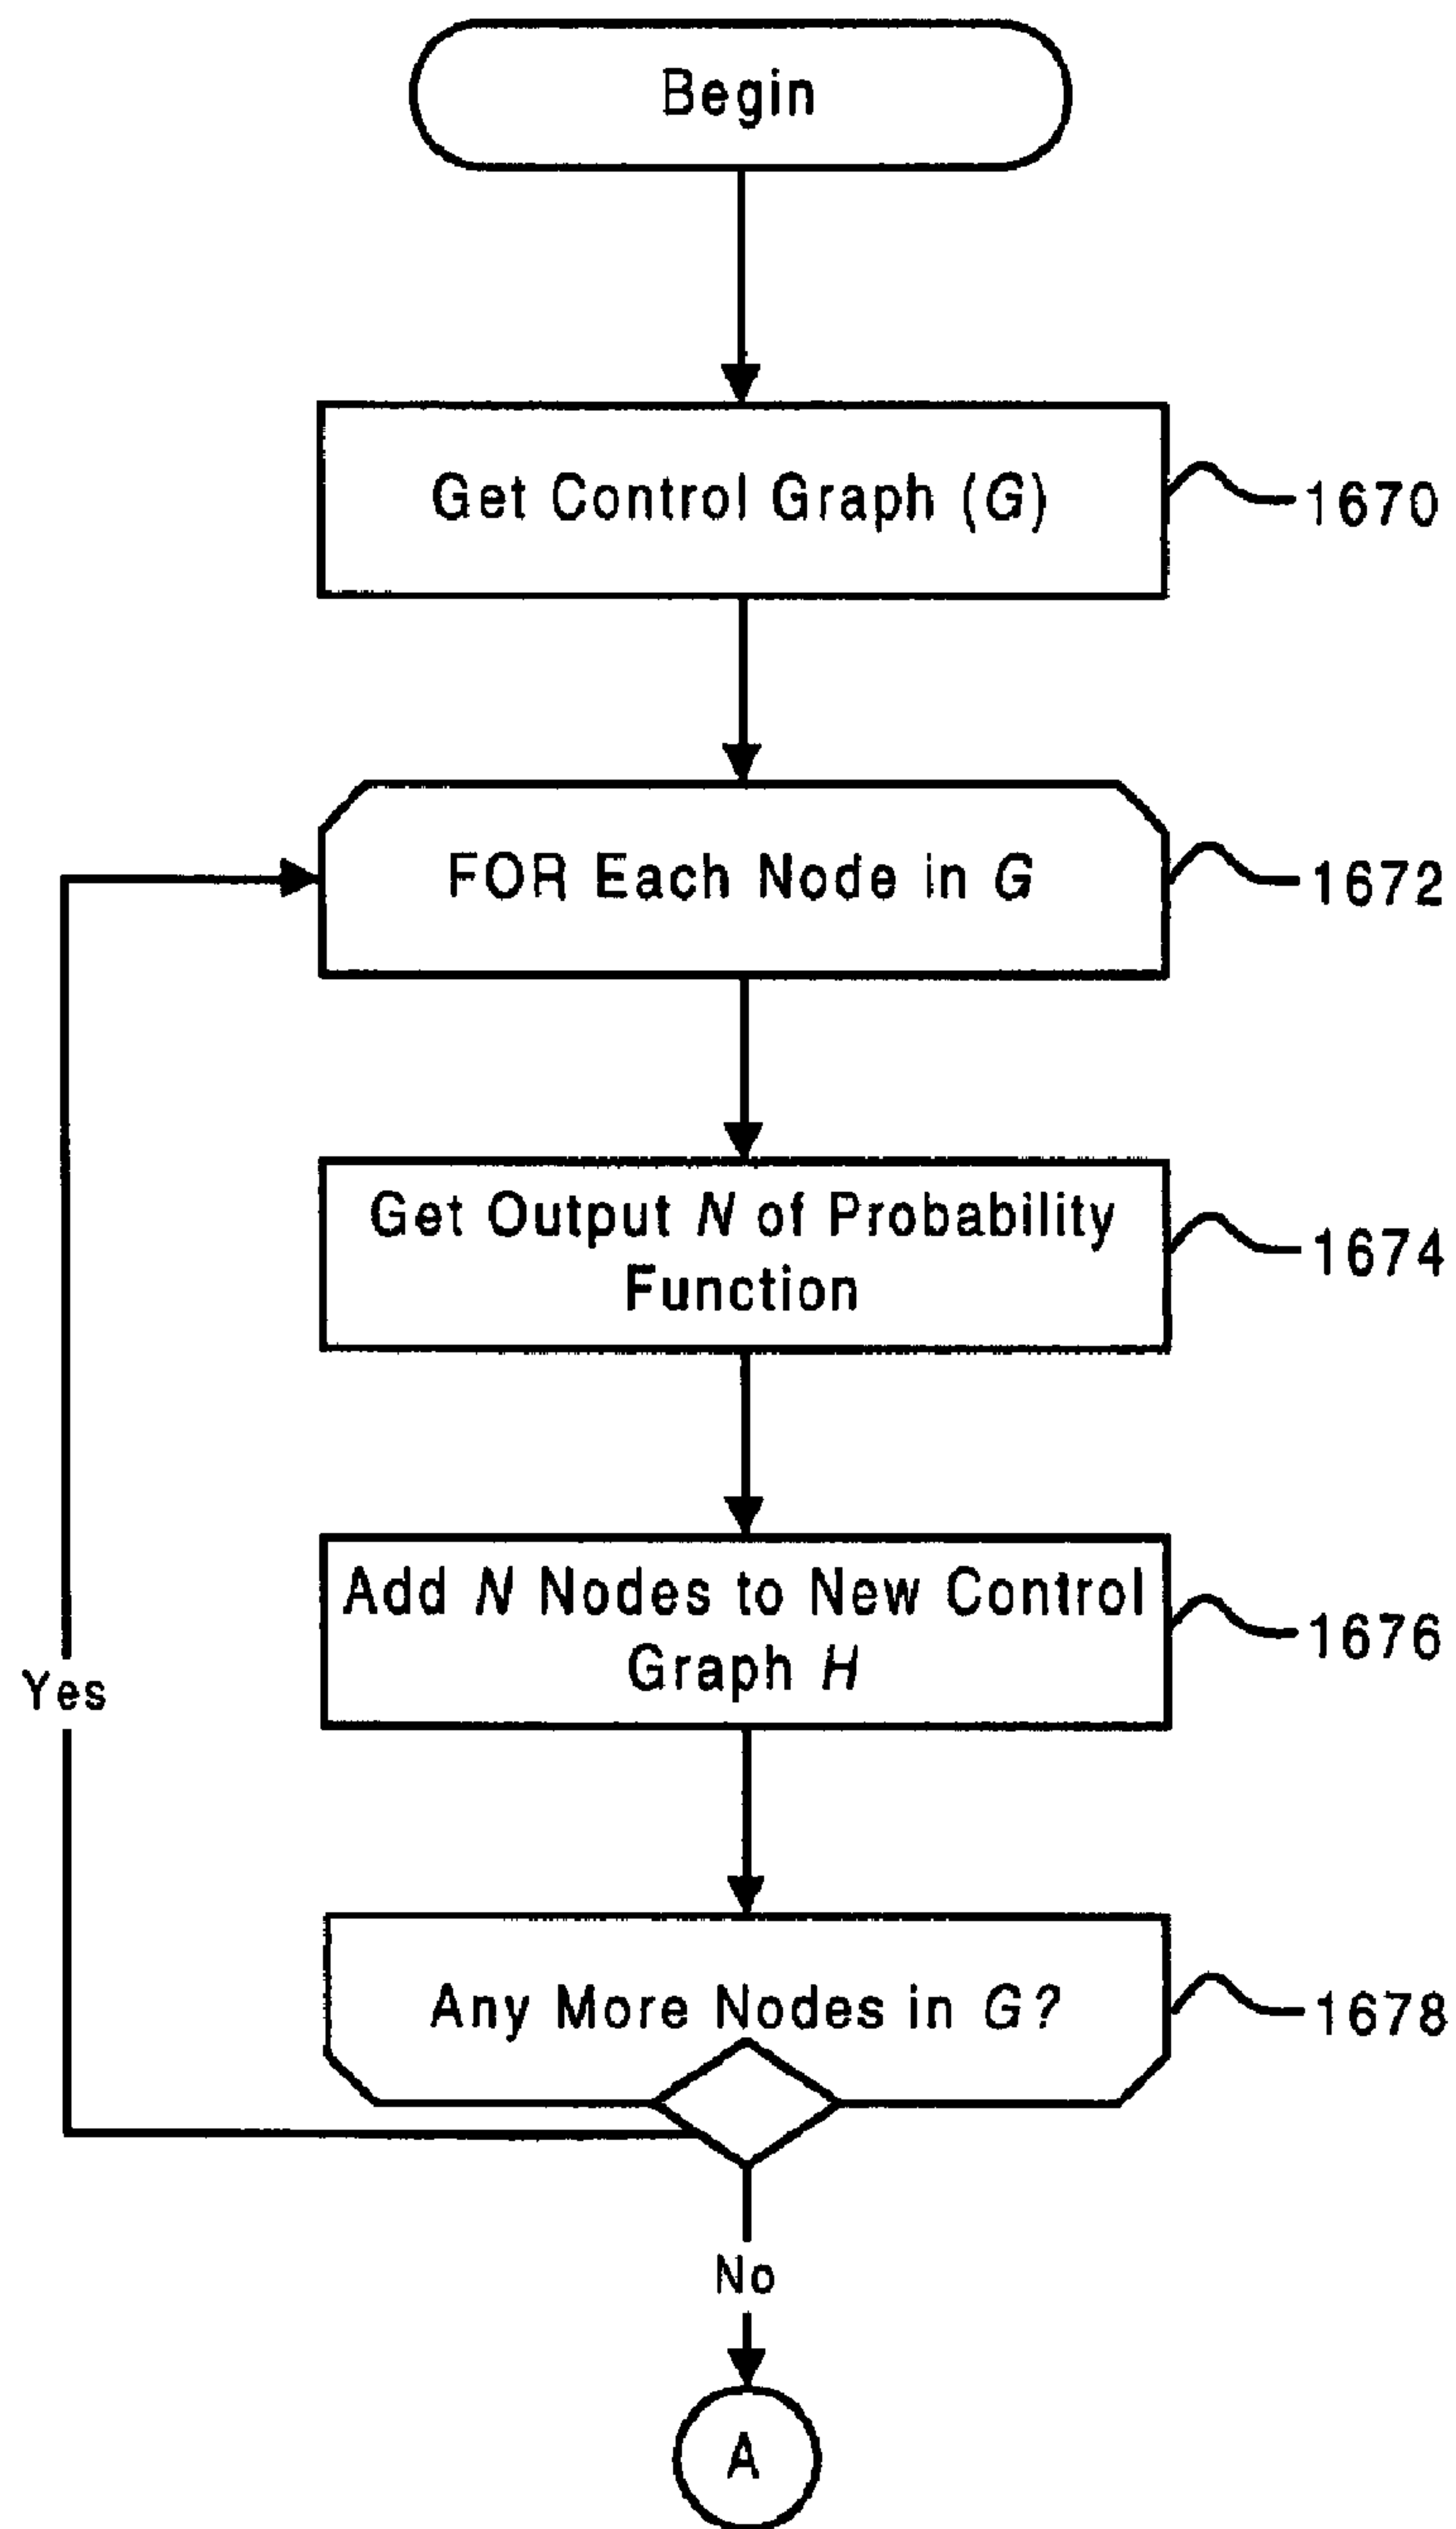 Begin
Get Control Graph (G)
1670
FOR Each Node in G
1672
Get Output N of Probability
Function
1674
Add N Nodes to New Control
Graph H
1676
Yes
Any More Nodes in G?
1678
No
A